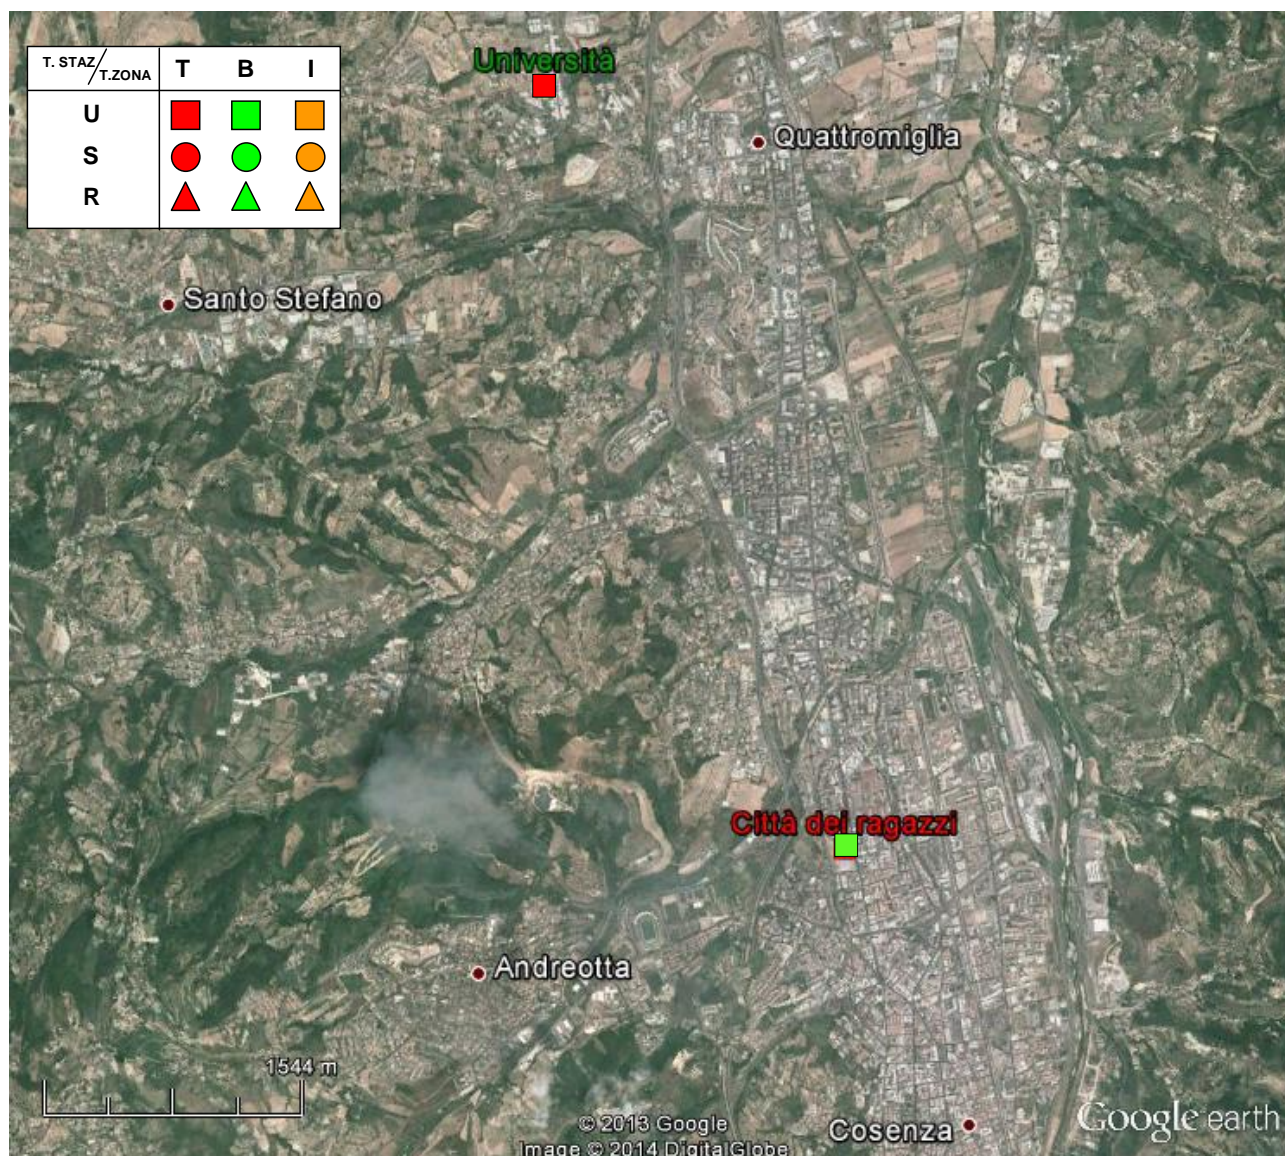 T. STAZ/T.ZONA T B I
U
S
R
Università
Quattromiglia
Santo Stefano
Città dei ragazzi
Andreotta
1544 m
© 2013 Google
Image © 2014 DigitalGlobe
Cosenza
Google earth